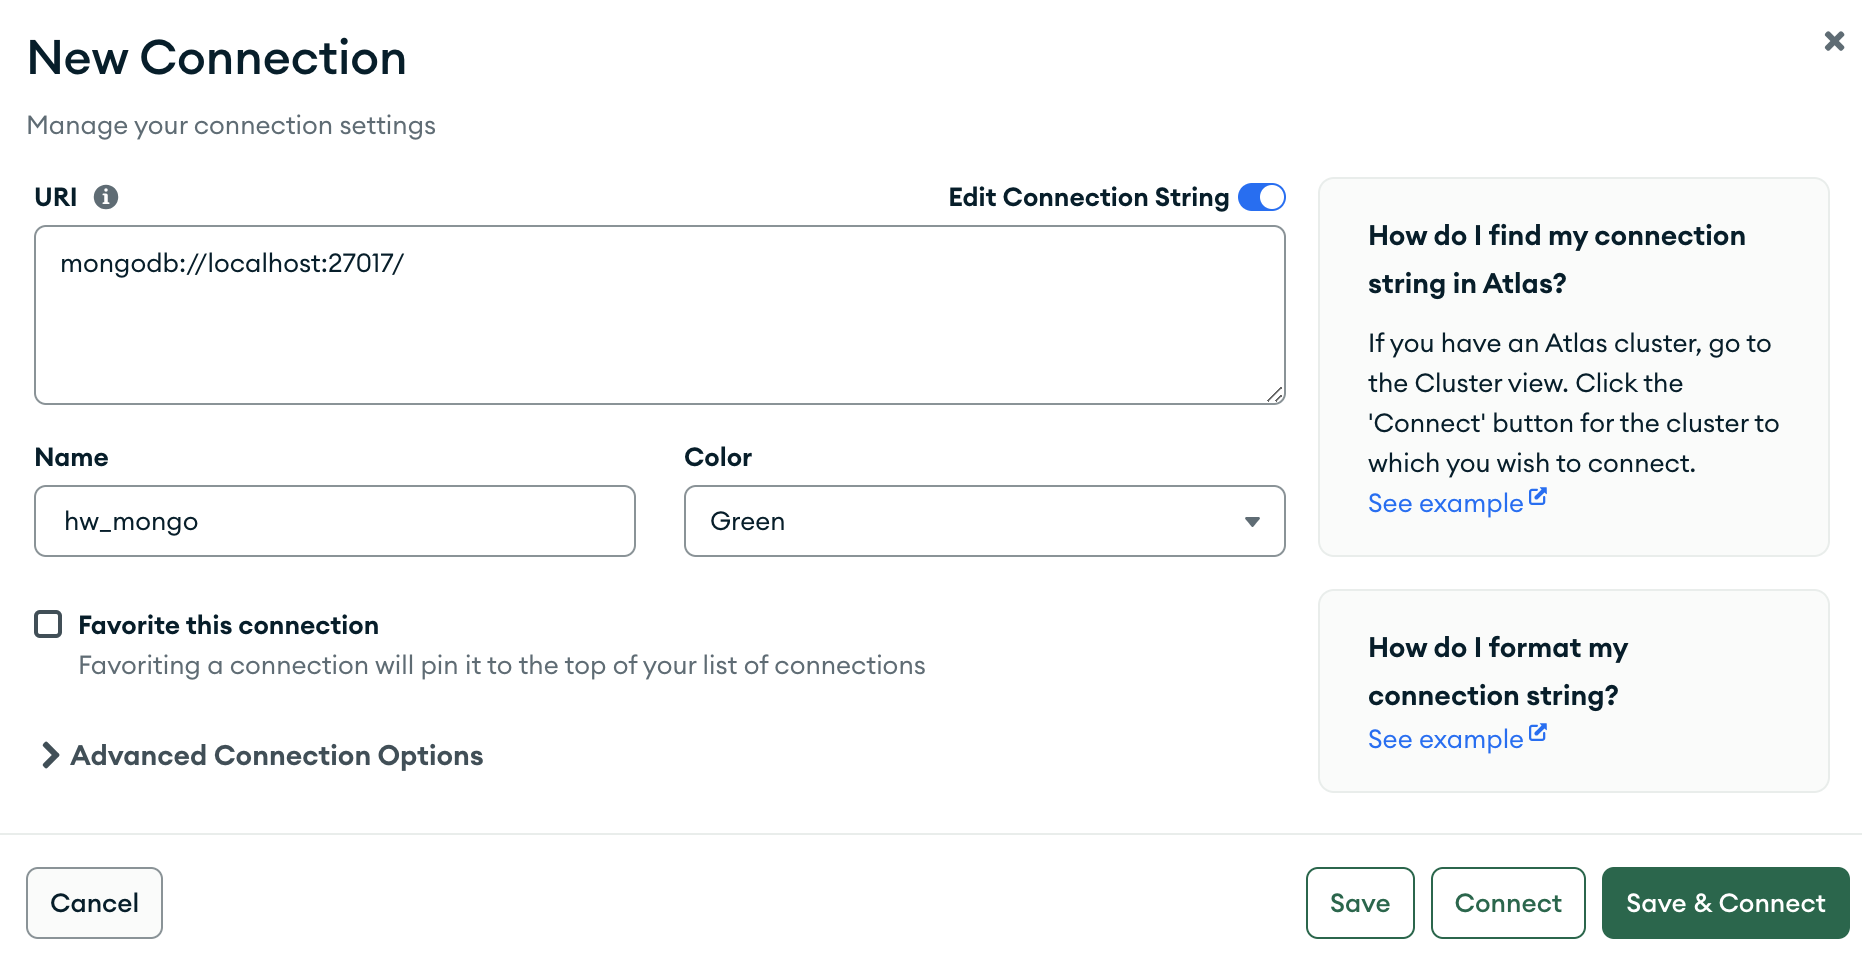 New Connection
Manage your connection settings
URI
Edit Connection String
mongodb://localhost:27017/
Name
Color
hw_mongo
Green
Favorite this connection
Favoriting a connection will pin it to the top of your list of connections
Advanced Connection Options
How do I find my connection
string in Atlas?
If you have an Atlas cluster, go to
the Cluster view. Click the
'Connect' button for the cluster to
which you wish to connect.
See example
How do I format my
connection string?
See example
Cancel
Save
Connect
Save & Connect